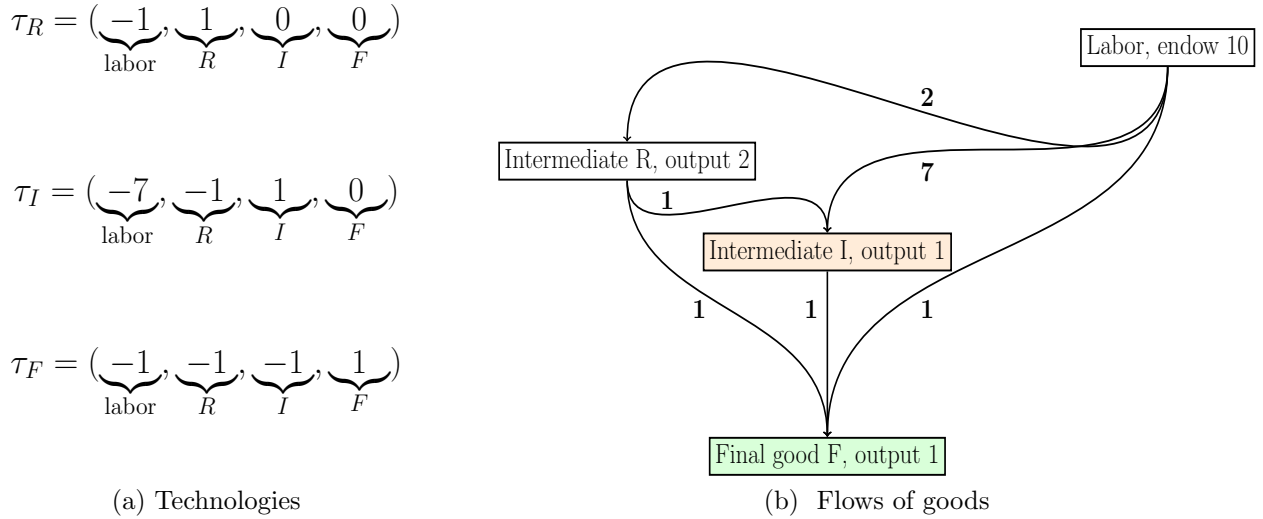 τ_R = (−1, 1, 0, 0)
labor R I F
τ_I = (−7, −1, 1, 0)
labor R I F
τ_F = (−1, −1, −1, 1)
labor R I F
(a) Technologies
Labor, endow 10
2
Intermediate R, output 2
7
1
Intermediate I, output 1
1 1 1
Final good F, output 1
(b) Flows of goods